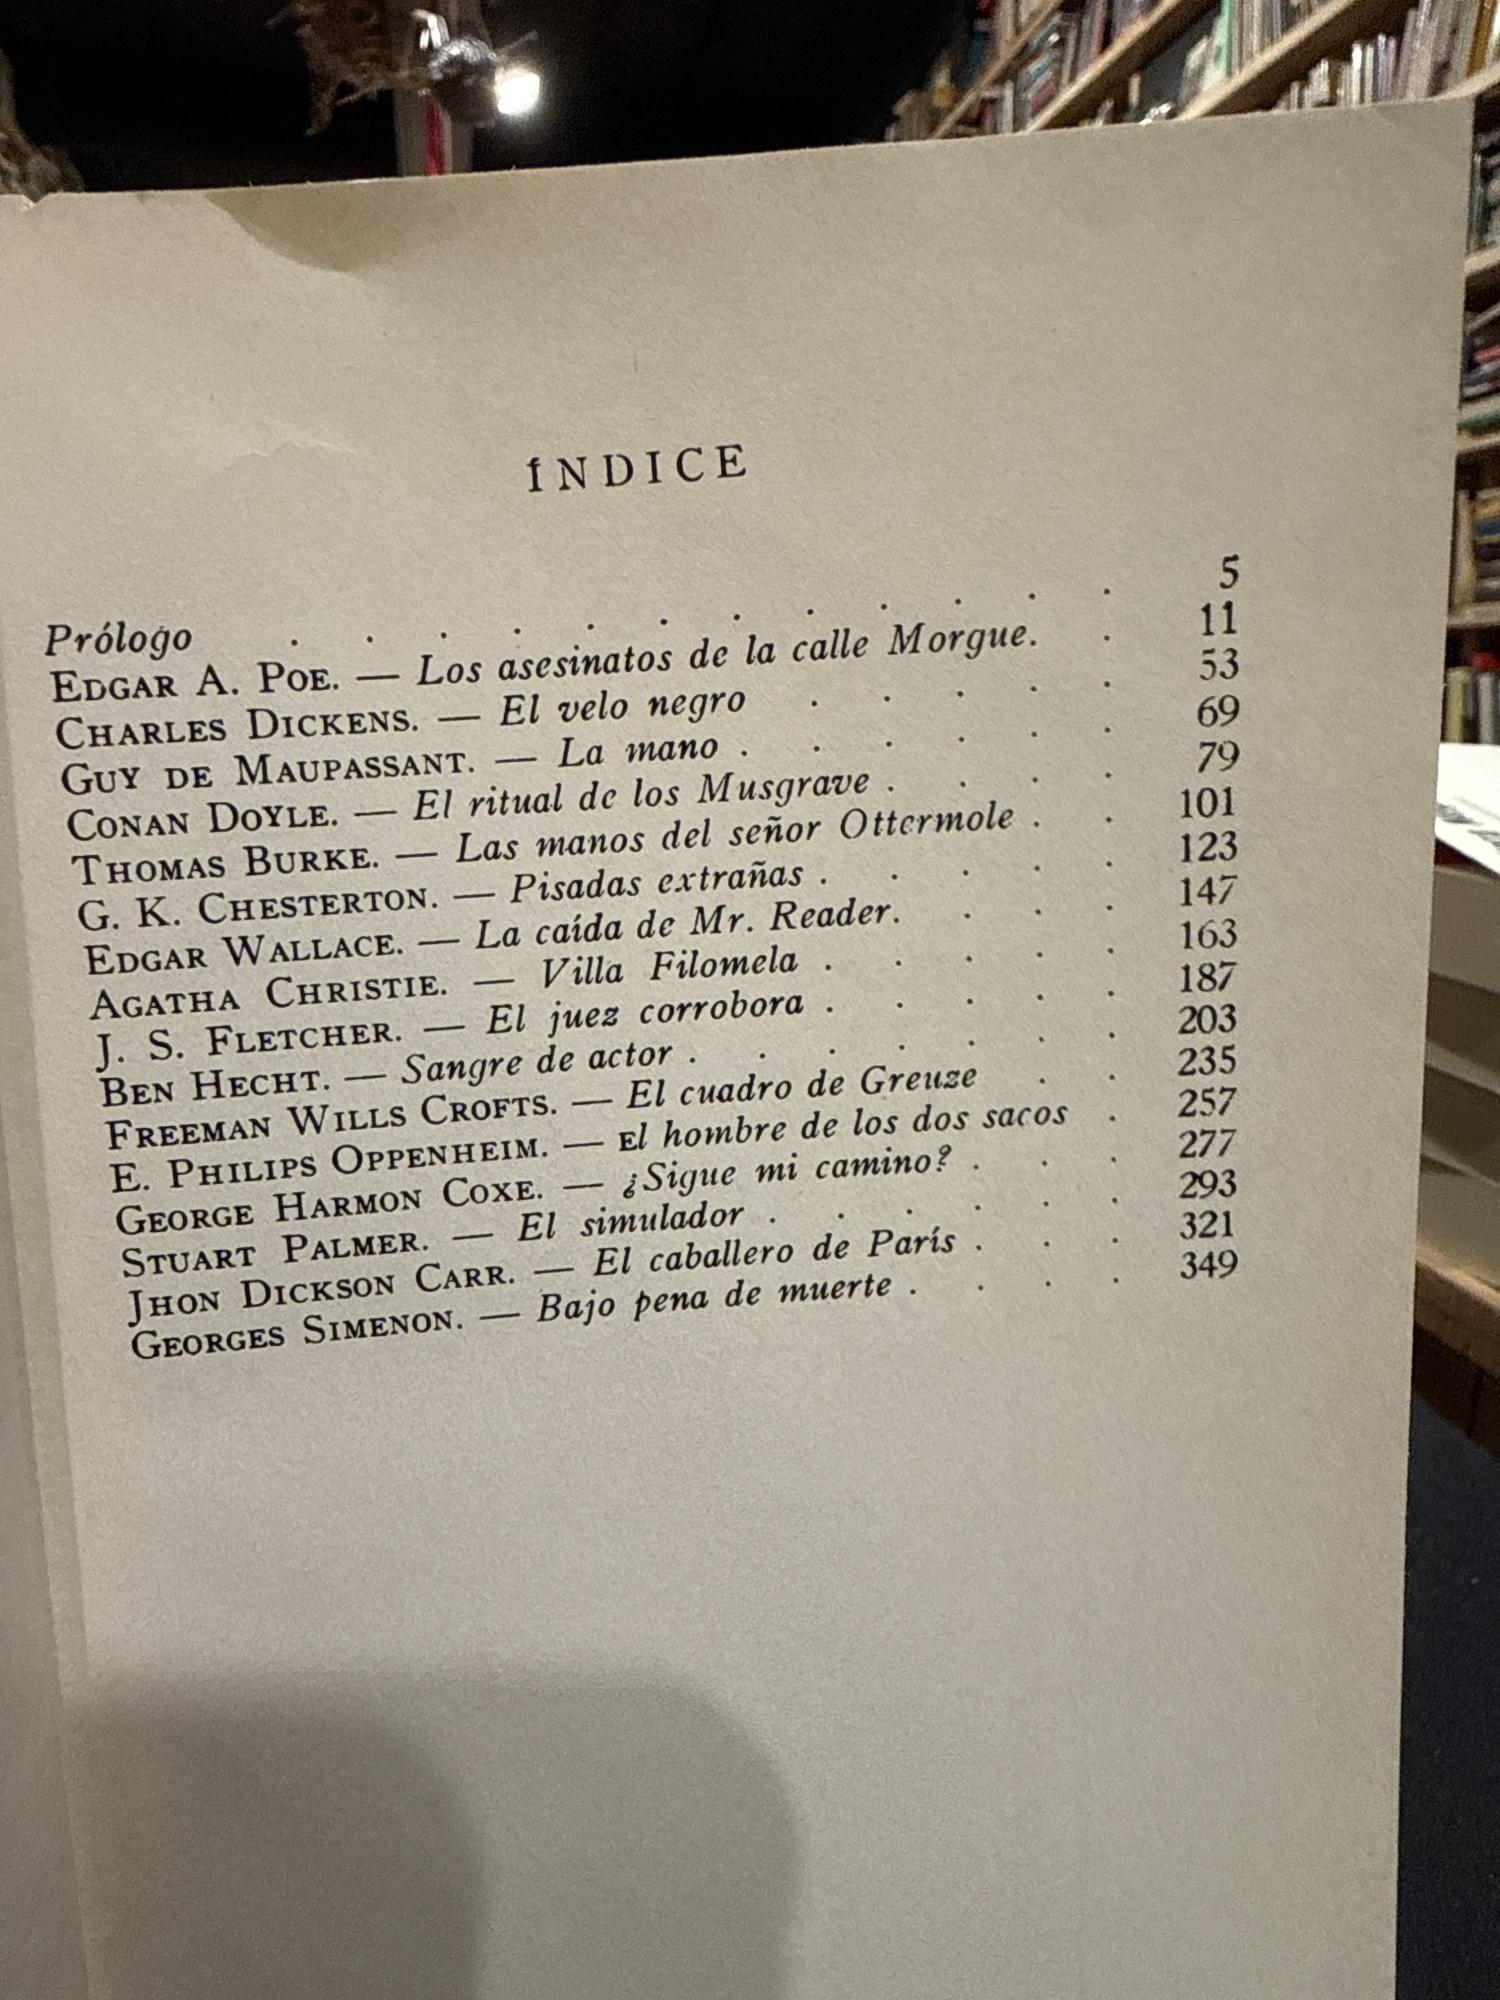 ÍNDICE
Prólogo . . . . . . . . . . . . 5
EDGAR A. POE. — Los asesinatos de la calle Morgue. . 11
CHARLES DICKENS. — El velo negro . . . . . 53
GUY DE MAUPASSANT. — La mano . . . . . . 69
CONAN DOYLE. — El ritual de los Musgrave . . . . 79
THOMAS BURKE. — Las manos del señor Ottermole . . 101
G. K. CHESTERTON. — Pisadas extrañas . . . . . 123
EDGAR WALLACE. — La caída de Mr. Reader. . . . 147
AGATHA CHRISTIE. — Villa Filomela . . . . . 163
J. S. FLETCHER. — El juez corrobora . . . . . 187
BEN HECHT. — Sangre de actor . . . . . . . 203
FREEMAN WILLS CROFTS. — El cuadro de Greuze . . 235
E. PHILIPS OPPENHEIM. — El hombre de los dos sacos . 257
GEORGE HARMON COXE. — ¿Sigue mi camino? . . . 277
STUART PALMER. — El simulador . . . . . . 293
JHON DICKSON CARR. — El caballero de París . . . 321
GEORGES SIMENON. — Bajo pena de muerte . . . . 349